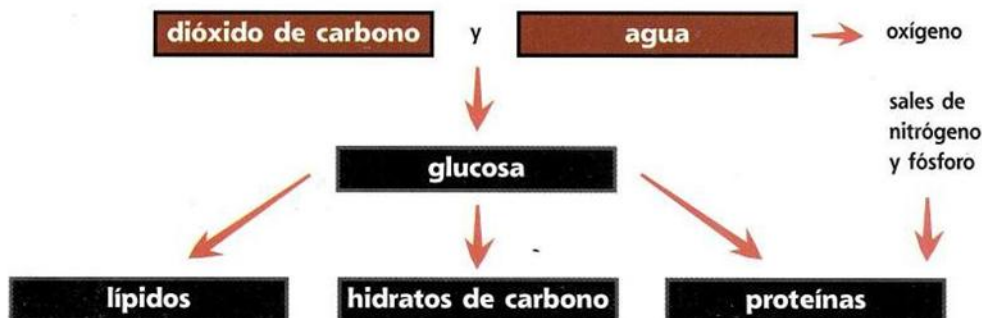 dióxido de carbono y agua oxígeno
sales de
nitrógeno
y fósforo
glucosa
lípidos hidratos de carbono proteínas